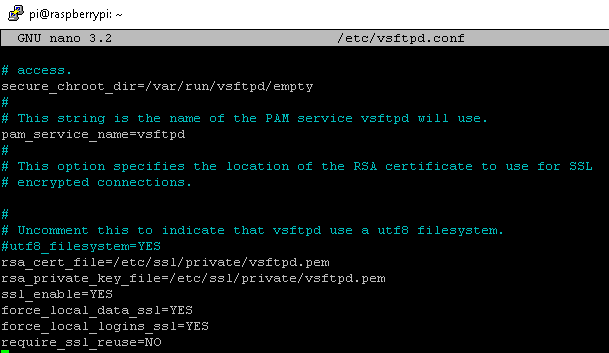 pi@raspberrypi: ~
GNU nano 3.2 /etc/vsftpd.conf
# access.
secure_chroot_dir=/var/run/vsftpd/empty
#
# This string is the name of the PAM service vsftpd will use.
pam_service_name=vsftpd
#
# This option specifies the location of the RSA certificate to use for SSL
# encrypted connections.
#
# Uncomment this to indicate that vsftpd use a utf8 filesystem.
#utf8_filesystem=YES
rsa_cert_file=/etc/ssl/private/vsftpd.pem
rsa_private_key_file=/etc/ssl/private/vsftpd.pem
ssl_enable=YES
force_local_data_ssl=YES
force_local_logins_ssl=YES
require_ssl_reuse=NO